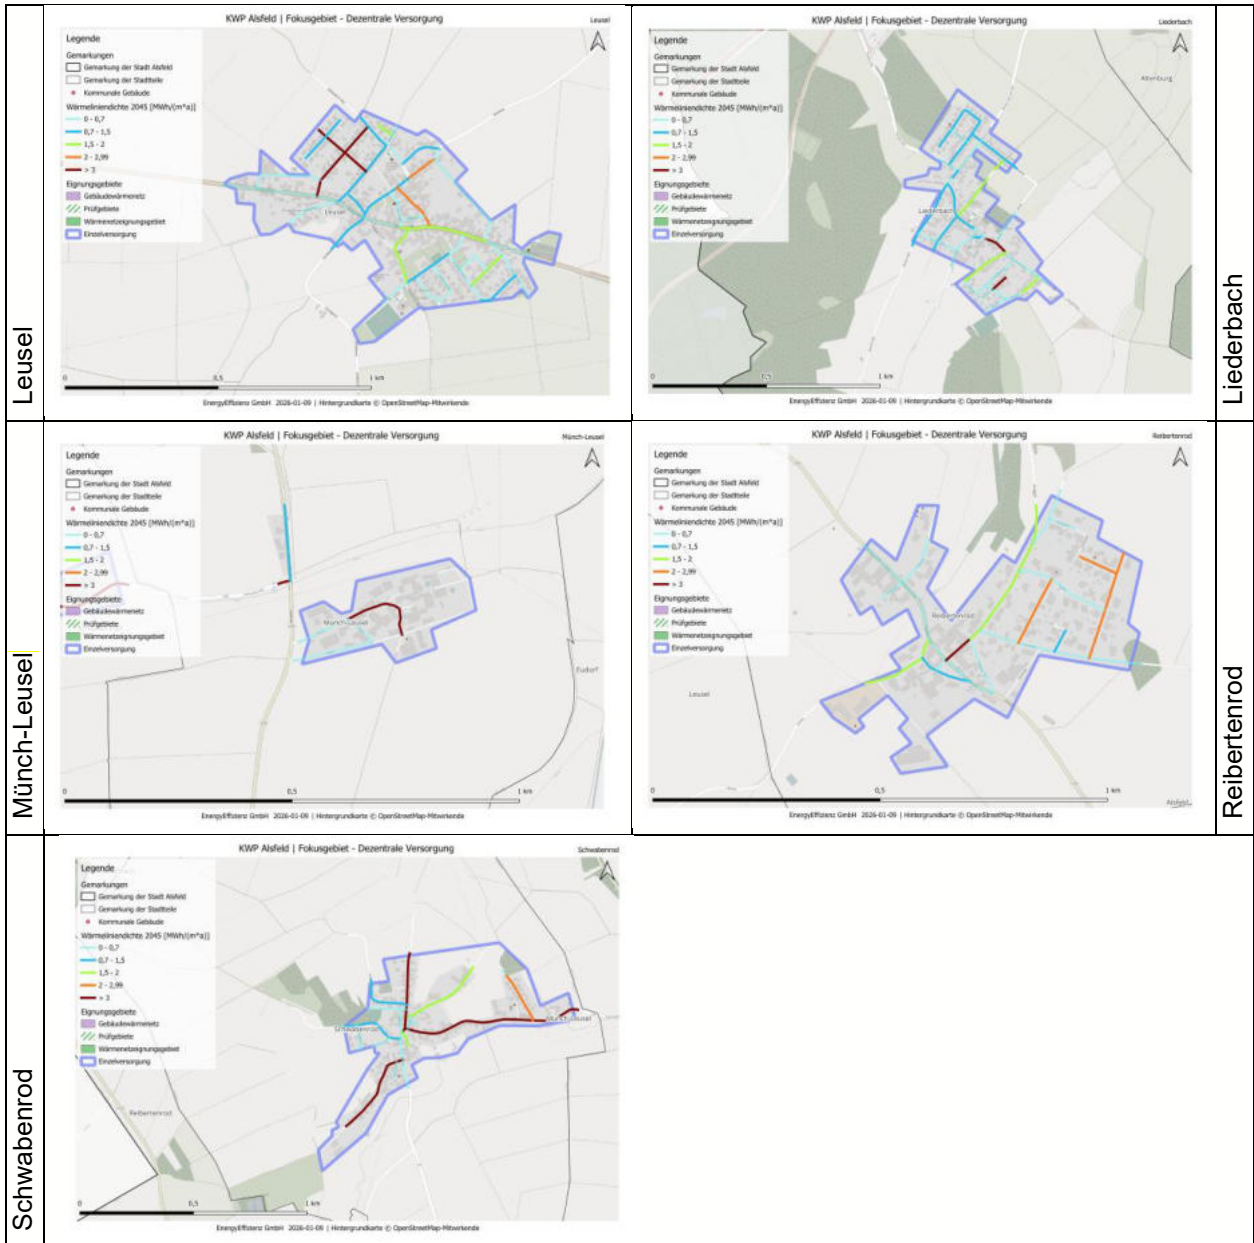 Leusel
KWP Alsfeld | Fokusgebiet - Dezentrale Versorgung
Leusel
Legende
Gemarkungen
Gemarkung der Stadt Alsfeld
Gemarkung der Stadtteile
Kommunale Gebäude
Wärmeliniendichte 2045 [MWh/(m*a)]
0 - 0,7
0,7 - 1,5
1,5 - 2
2 - 2,99
> 3
Eignungsgebiete
Gebäudewärmenetz
Prüfgebiete
Wärmenetzeignungsgebiet
Einzelversorgung
Leusel
0 0,5 1 km
EnergyEffizienz GmbH 2026-01-09 | Hintergrundkarte © OpenStreetMap-Mitwirkende
Liederbach
KWP Alsfeld | Fokusgebiet - Dezentrale Versorgung
Liederbach
Legende
Gemarkungen
Gemarkung der Stadt Alsfeld
Gemarkung der Stadtteile
Kommunale Gebäude
Wärmeliniendichte 2045 [MWh/(m*a)]
0 - 0,7
0,7 - 1,5
1,5 - 2
2 - 2,99
> 3
Eignungsgebiete
Gebäudewärmenetz
Prüfgebiete
Wärmenetzeignungsgebiet
Einzelversorgung
Altenburg
Liederbach
0 0,5 1 km
EnergyEffizienz GmbH 2026-01-09 | Hintergrundkarte © OpenStreetMap-Mitwirkende
Münch-Leusel
KWP Alsfeld | Fokusgebiet - Dezentrale Versorgung
Münch-Leusel
Legende
Gemarkungen
Gemarkung der Stadt Alsfeld
Gemarkung der Stadtteile
Kommunale Gebäude
Wärmeliniendichte 2045 [MWh/(m*a)]
0 - 0,7
0,7 - 1,5
1,5 - 2
2 - 2,99
> 3
Eignungsgebiete
Gebäudewärmenetz
Prüfgebiete
Wärmenetzeignungsgebiet
Einzelversorgung
Münch-Leusel
Eudorf
0 0,5 1 km
EnergyEffizienz GmbH 2026-01-09 | Hintergrundkarte © OpenStreetMap-Mitwirkende
Reibertenrod
KWP Alsfeld | Fokusgebiet - Dezentrale Versorgung
Reibertenrod
Legende
Gemarkungen
Gemarkung der Stadt Alsfeld
Gemarkung der Stadtteile
Kommunale Gebäude
Wärmeliniendichte 2045 [MWh/(m*a)]
0 - 0,7
0,7 - 1,5
1,5 - 2
2 - 2,99
> 3
Eignungsgebiete
Gebäudewärmenetz
Prüfgebiete
Wärmenetzeignungsgebiet
Einzelversorgung
Reibertenrod
Leusel
Alsfeld
0 0,5 1 km
EnergyEffizienz GmbH 2026-01-09 | Hintergrundkarte © OpenStreetMap-Mitwirkende
Schwabenrod
KWP Alsfeld | Fokusgebiet - Dezentrale Versorgung
Schwabenrod
Legende
Gemarkungen
Gemarkung der Stadt Alsfeld
Gemarkung der Stadtteile
Kommunale Gebäude
Wärmeliniendichte 2045 [MWh/(m*a)]
0 - 0,7
0,7 - 1,5
1,5 - 2
2 - 2,99
> 3
Eignungsgebiete
Gebäudewärmenetz
Prüfgebiete
Wärmenetzeignungsgebiet
Einzelversorgung
Schwabenrod
Münch-Leusel
Reibertenrod
0 0,5 1 km
EnergyEffizienz GmbH 2026-01-09 | Hintergrundkarte © OpenStreetMap-Mitwirkende